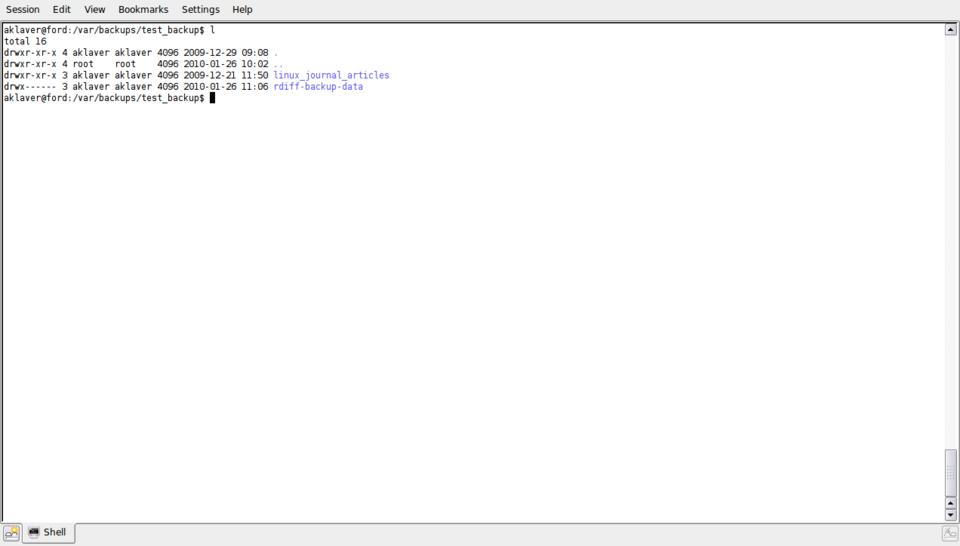 Session Edit View Bookmarks Settings Help
aklaver@ford:/var/backups/test_backup$ l
total 16
drwxr-xr-x 4 aklaver aklaver 4096 2009-12-29 09:08 .
drwxr-xr-x 4 root    root    4096 2010-01-26 10:02 ..
drwxr-xr-x 3 aklaver aklaver 4096 2009-12-21 11:50 linux_journal_articles
drwx------ 3 aklaver aklaver 4096 2010-01-26 11:06 rdiff-backup-data
aklaver@ford:/var/backups/test_backup$
Shell